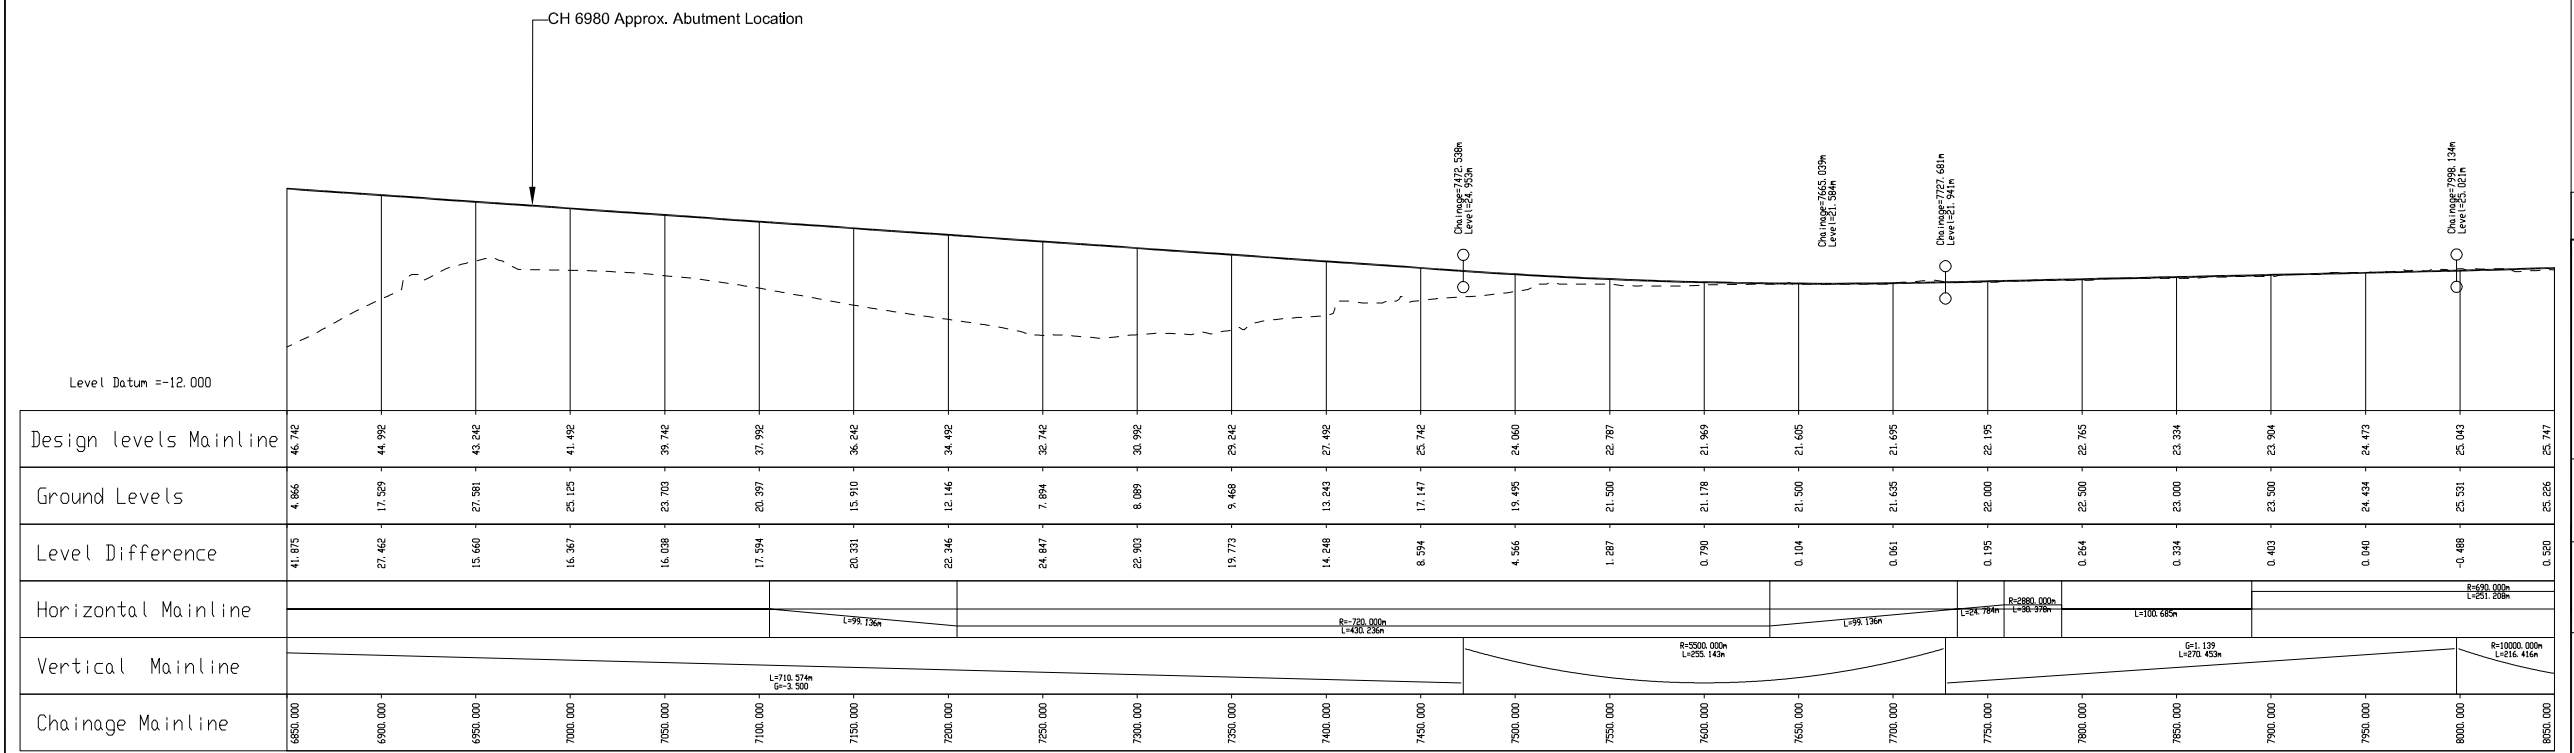 CH 6980 Approx. Abutment Location
Chainage=7472.538m
Level=24.953m
Chainage=7665.039m
Level=21.584m
Chainage=7727.681m
Level=21.941m
Chainage=7998.134m
Level=25.021m
Level Datum =-12.000
Design levels Mainline 46.742 44.992 43.242 41.492 39.742 37.992 36.242 34.492 32.742 30.992 29.242 27.492 25.742 24.060 22.787 21.969 21.605 21.695 22.195 22.765 23.334 23.904 24.473 25.043 25.747
Ground Levels 4.866 17.529 27.581 25.125 23.703 20.397 15.910 12.146 7.894 8.089 9.468 13.243 17.147 19.495 21.500 21.178 21.500 21.635 22.000 22.500 23.000 23.500 24.434 25.531 25.226
Level Difference 41.875 27.462 15.660 16.367 16.038 17.594 20.331 22.346 24.847 22.903 19.773 14.248 8.594 4.566 1.287 0.790 0.104 0.061 0.195 0.264 0.334 0.403 0.040 -0.488 0.520
Horizontal Mainline
L=99.136m
R=-720.000m
L=430.236m
L=99.136m
L=24.784m
R=2880.000m
L=30.378m
L=100.685m
R=690.000m
L=251.208m
Vertical Mainline
L=710.574m
G=-3.500
R=5500.000m
L=255.143m
G=1.139
L=270.453m
R=10000.000m
L=216.416m
Chainage Mainline 6850.000 6900.000 6950.000 7000.000 7050.000 7100.000 7150.000 7200.000 7250.000 7300.000 7350.000 7400.000 7450.000 7500.000 7550.000 7600.000 7650.000 7700.000 7750.000 7800.000 7850.000 7900.000 7950.000 8000.000 8050.000